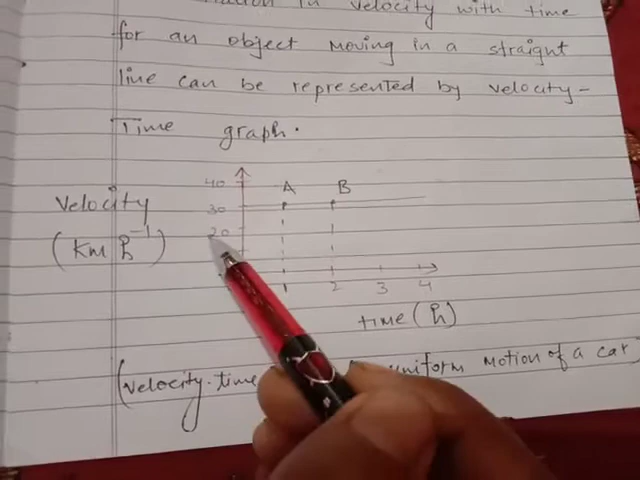 in velocity with time
for an object moving in a straight
line can be represented by velocity-
Time graph.
40 A B
Velocity 30
(Km h⁻¹) 20
1 2 3 4
time (h)
(velocity-time uniform motion of a car